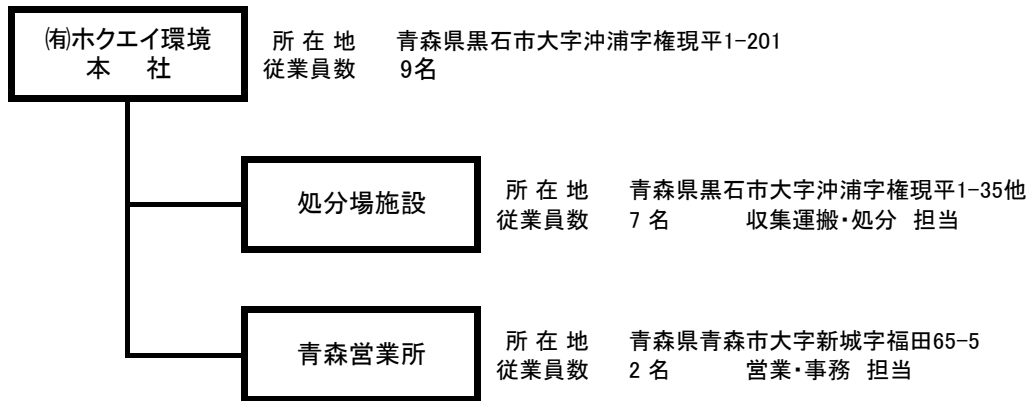 ㈲ホクエイ環境
本 社
所 在 地 青森県黒石市大字沖浦字権現平1-201
従業員数 9名
処分場施設
所 在 地 青森県黒石市大字沖浦字権現平1-35他
従業員数 7 名 収集運搬・処分 担当
青森営業所
所 在 地 青森県青森市大字新城字福田65-5
従業員数 2 名 営業・事務 担当